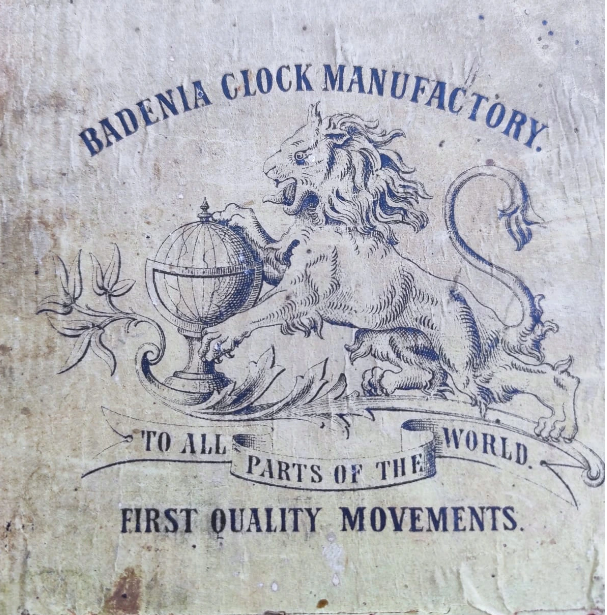 BADENIA CLOCK MANUFACTORY.
TO ALL PARTS OF THE WORLD.
FIRST QUALITY MOVEMENTS.